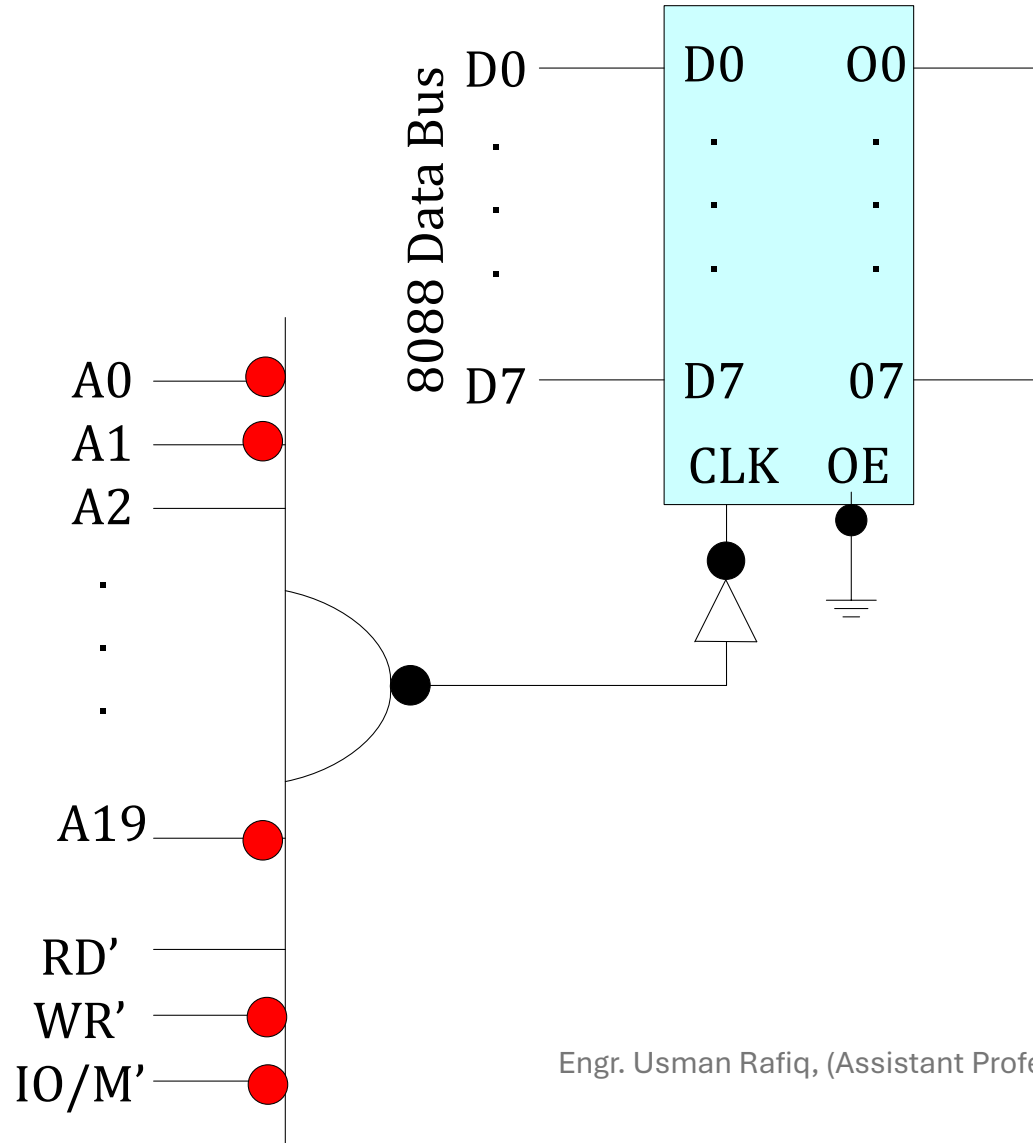 8088 Data Bus
D0
D0
O0
.
.
.
.
.
.
.
.
.
D7
D7
07
CLK
OE
A0
A1
A2
.
.
.
A19
RD’
WR’
IO/M’
Engr. Usman Rafiq, (Assistant Profe